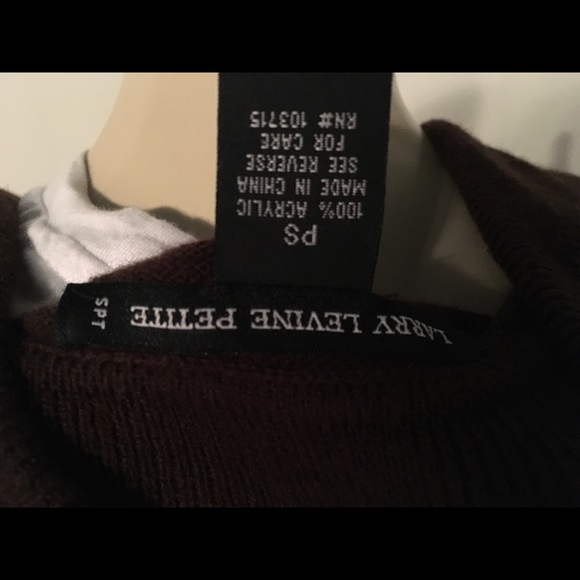 LARRY LEVINE PETITE
SPT
PS
100% ACRYLIC
MADE IN CHINA
SEE REVERSE
FOR CARE
RN# 103715